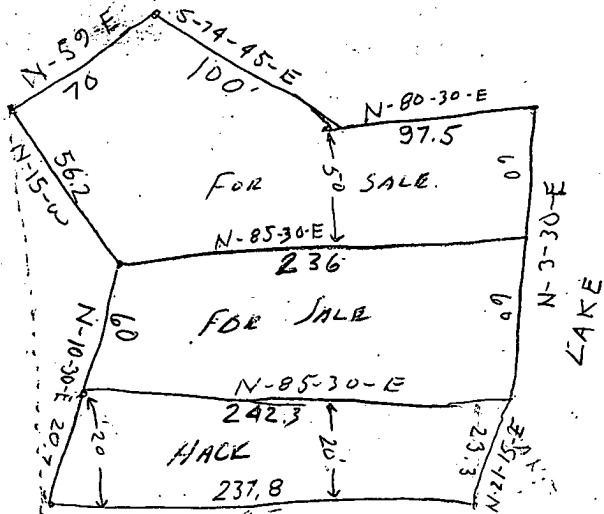 N-59-E
70
S-74-45-E
100'
N-80-30-E
97.5
N-15-W
56.2
FOR SALE.
50
60
N-3-30-E
LAKE
N-85-30-E
236
N-10-30-E
60
FOR SALE
60
N-85-30-E
242.3
20.7
20'
HACK
20'
23.3
N-21-15-E
237.8